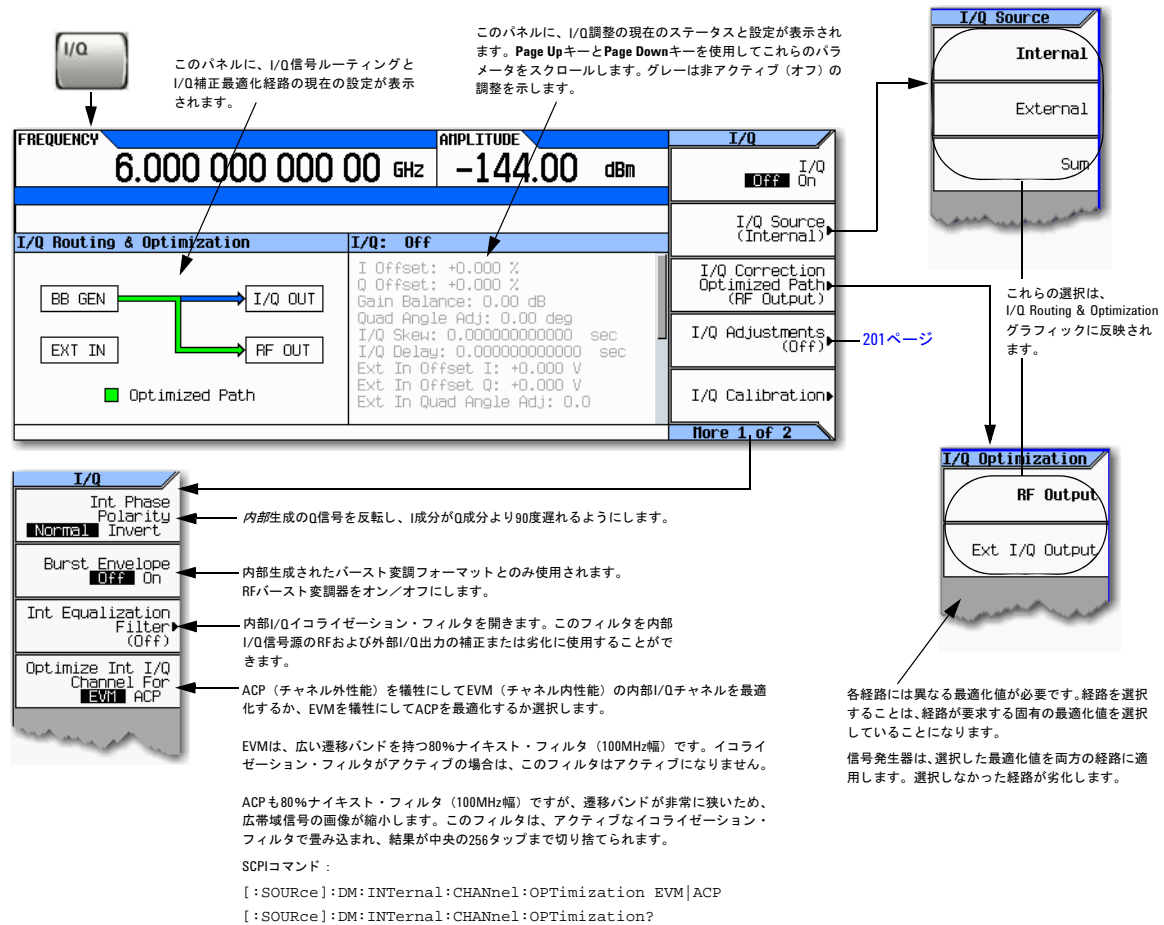 I/Q
このパネルに、I/Q信号ルーティングと
I/Q補正最適化経路の現在の設定が表示
されます。
このパネルに、I/Q調整の現在のステータスと設定が表示され
ます。Page UpキーとPage Downキーを使用してこれらのパラ
メータをスクロールします。グレーは非アクティブ（オフ）の
調整を示します。
I/Q Source
Internal
External
Sum
FREQUENCY
6.000 000 000 00 GHz
AMPLITUDE
-144.00 dBm
I/Q Routing & Optimization
BB GEN
I/Q OUT
EXT IN
RF OUT
Optimized Path
I/Q: Off
I Offset: +0.000 %
Q Offset: +0.000 %
Gain Balance: 0.00 dB
Quad Angle Adj: 0.00 deg
I/Q Skew: 0.000000000000 sec
I/Q Delay: 0.000000000000 sec
Ext In Offset I: +0.000 V
Ext In Offset Q: +0.000 V
Ext In Quad Angle Adj: 0.0
I/Q
I/Q
Off On
I/Q Source
(Internal)
I/Q Correction
Optimized Path
(RF Output)
I/Q Adjustments
(Off)
I/Q Calibration
More 1 of 2
201ページ
これらの選択は、
I/Q Routing & Optimization
グラフィックに反映され
ます。
I/Q Optimization
RF Output
Ext I/Q Output
各経路には異なる最適化値が必要です。経路を選択
することは、経路が要求する固有の最適化値を選択
していることになります。
信号発生器は、選択した最適化値を両方の経路に適
用します。選択しなかった経路が劣化します。
I/Q
Int Phase
Polarity
Normal Invert
内部生成のQ信号を反転し、I成分がQ成分より90度遅れるようにします。
Burst Envelope
Off On
内部生成されたバースト変調フォーマットとのみ使用されます。
RFバースト変調器をオン／オフにします。
Int Equalization
Filter
(Off)
内部I/Qイコライゼーション・フィルタを開きます。このフィルタを内部
I/Q信号源のRFおよび外部I/Q出力の補正または劣化に使用することがで
きます。
Optimize Int I/Q
Channel For
EVM ACP
ACP（チャネル外性能）を犠牲にしてEVM（チャネル内性能）の内部I/Qチャネルを最適
化するか、EVMを犠牲にしてACPを最適化するか選択します。
EVMは、広い遷移バンドを持つ80%ナイキスト・フィルタ（100MHz幅）です。イコライ
ゼーション・フィルタがアクティブの場合は、このフィルタはアクティブになりません。
ACPも80%ナイキスト・フィルタ（100MHz幅）ですが、遷移バンドが非常に狭いため、
広帯域信号の画像が縮小します。このフィルタは、アクティブなイコライゼーション・
フィルタで畳み込まれ、結果が中央の256タップまで切り捨てられます。
SCPIコマンド：
[:SOURce]:DM:INTernal:CHANnel:OPTimization EVM|ACP
[:SOURce]:DM:INTernal:CHANnel:OPTimization?